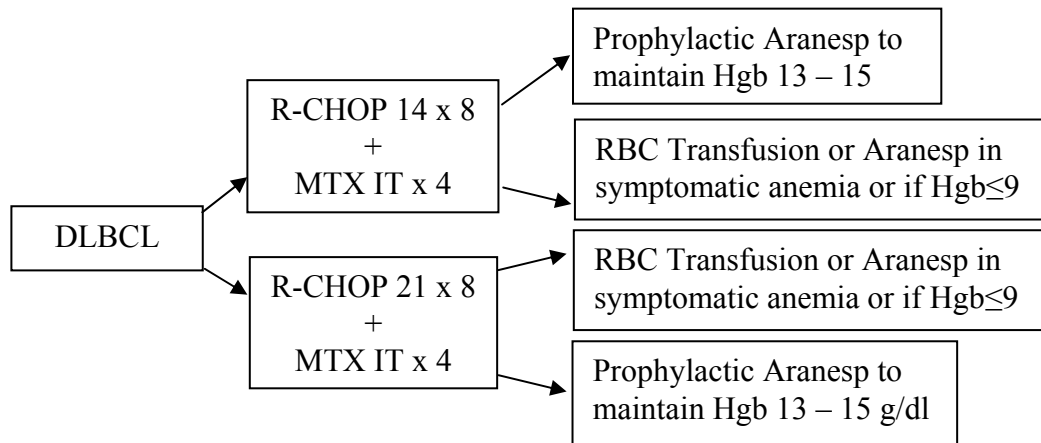 Prophylactic Aranesp to
maintain Hgb 13 – 15
R-CHOP 14 x 8
+
MTX IT x 4
RBC Transfusion or Aranesp in
symptomatic anemia or if Hgb≤9
DLBCL
R-CHOP 21 x 8
+
MTX IT x 4
RBC Transfusion or Aranesp in
symptomatic anemia or if Hgb≤9
Prophylactic Aranesp to
maintain Hgb 13 – 15 g/dl